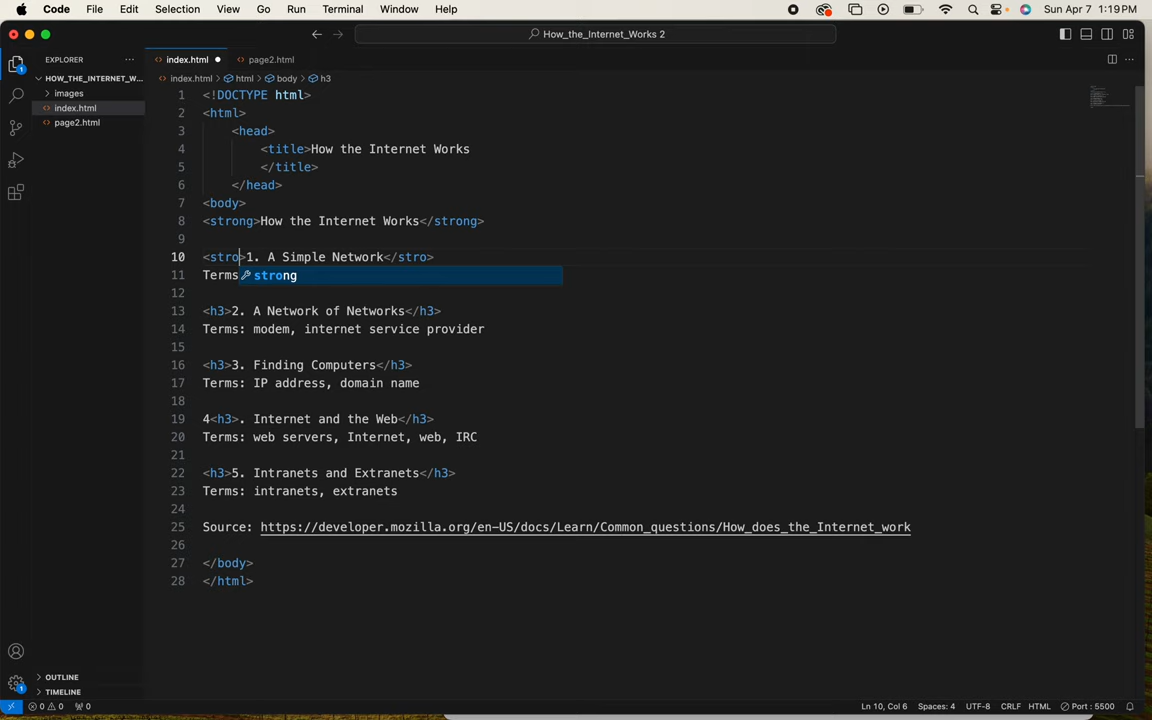 Code File Edit Selection View Go Run Terminal Window Help Sun Apr 7 1:19 PM
How_the_Internet_Works 2
EXPLORER
index.html page2.html
HOW_THE_INTERNET_W...
index.html > html > body > h3
images
index.html
page2.html
1 <!DOCTYPE html>
2 <html>
3 <head>
4 <title>How the Internet Works
5 </title>
6 </head>
7 <body>
8 <strong>How the Internet Works</strong>
9
10 <stro>1. A Simple Network</stro>
11 Terms
strong
12
13 <h3>2. A Network of Networks</h3>
14 Terms: modem, internet service provider
15
16 <h3>3. Finding Computers</h3>
17 Terms: IP address, domain name
18
19 4<h3>. Internet and the Web</h3>
20 Terms: web servers, Internet, web, IRC
21
22 <h3>5. Intranets and Extranets</h3>
23 Terms: intranets, extranets
24
25 Source: https://developer.mozilla.org/en-US/docs/Learn/Common_questions/How_does_the_Internet_work
26
27 </body>
28 </html>
OUTLINE
TIMELINE
0 0 0 Ln 10, Col 6 Spaces: 4 UTF-8 CRLF HTML Port : 5500